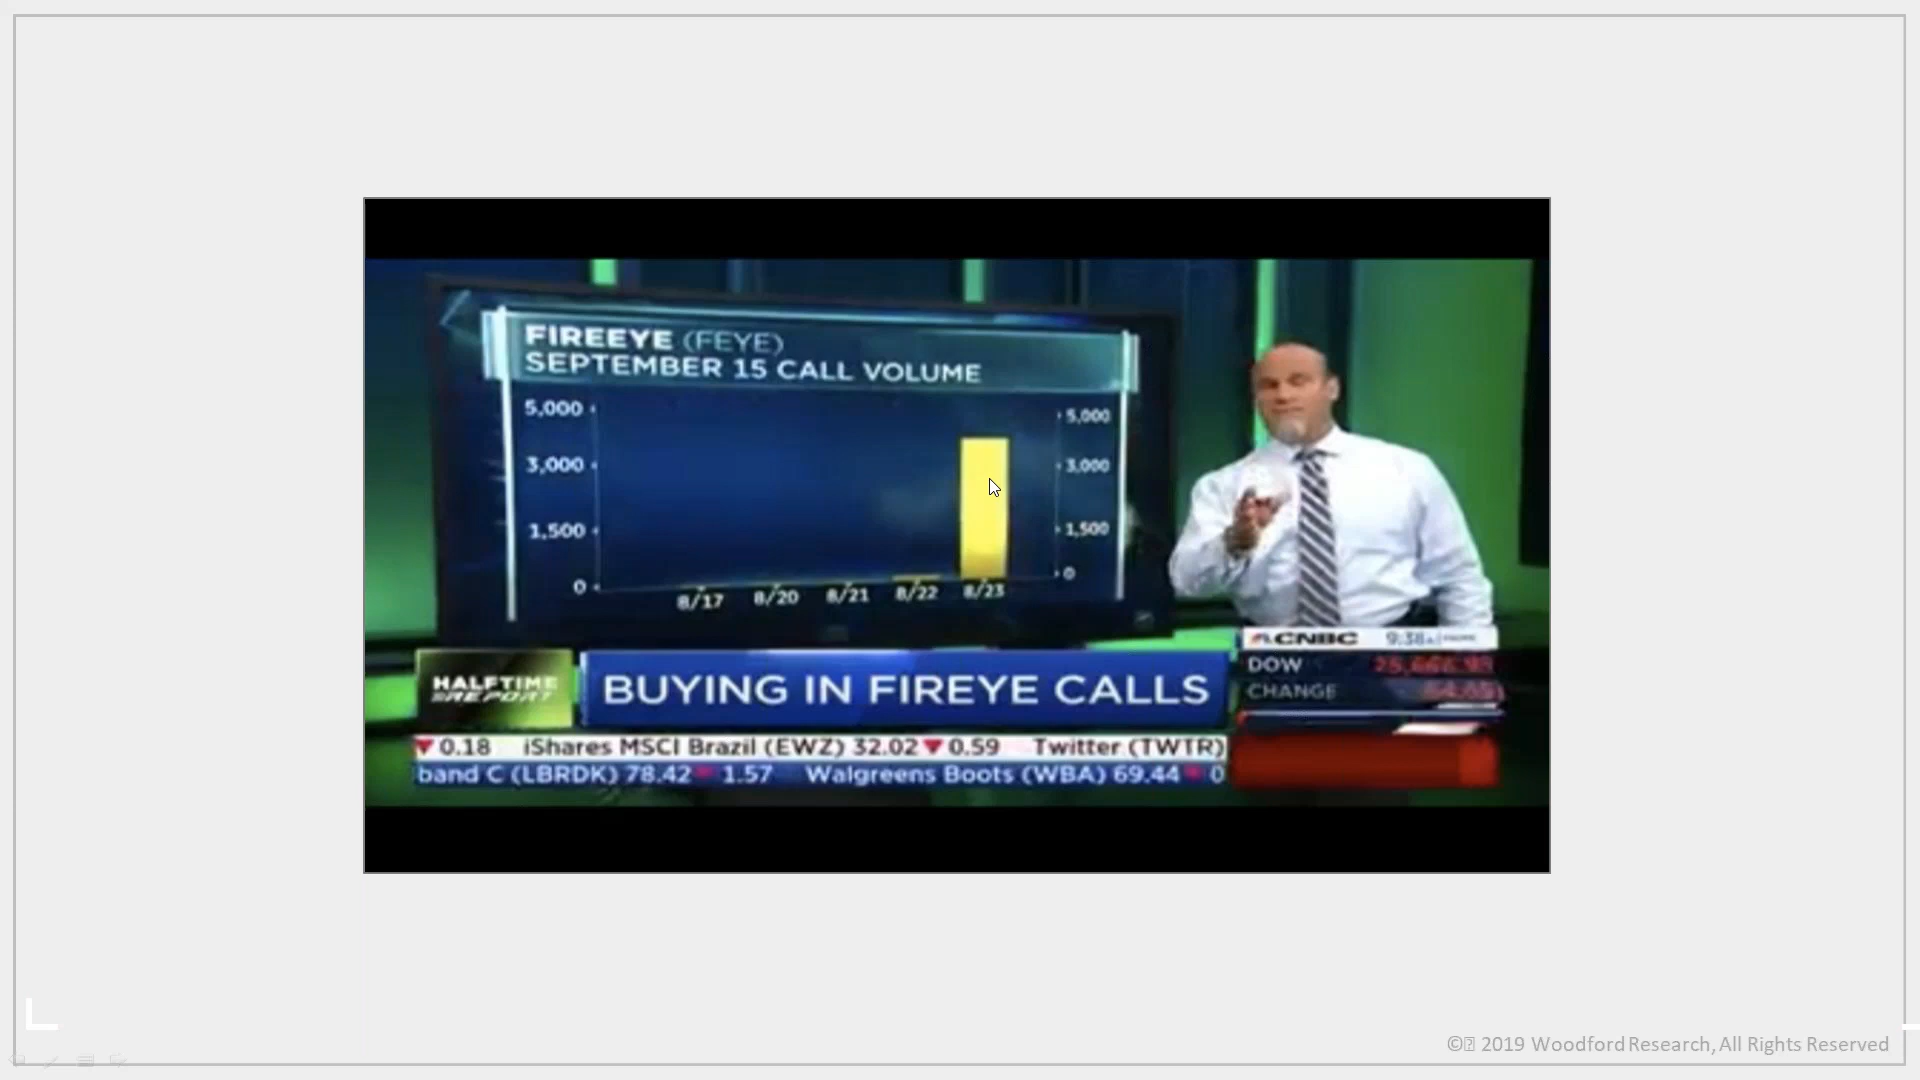 FIREEYE (FEYE)
SEPTEMBER 15 CALL VOLUME
5,000 5,000
3,000 3,000
1,500 1,500
0 0
8/17 8/20 8/21 8/22 8/23
CNBC 9:38
DOW
CHANGE
HALFTIME
REPORT
BUYING IN FIREYE CALLS
▼ 0.18 iShares MSCI Brazil (EWZ) 32.02 ▼ 0.59 Twitter (TWTR)
band C (LBRDK) 78.42 ▼ 1.57 Walgreens Boots (WBA) 69.44 ▼ 0
© 2019 Woodford Research, All Rights Reserved